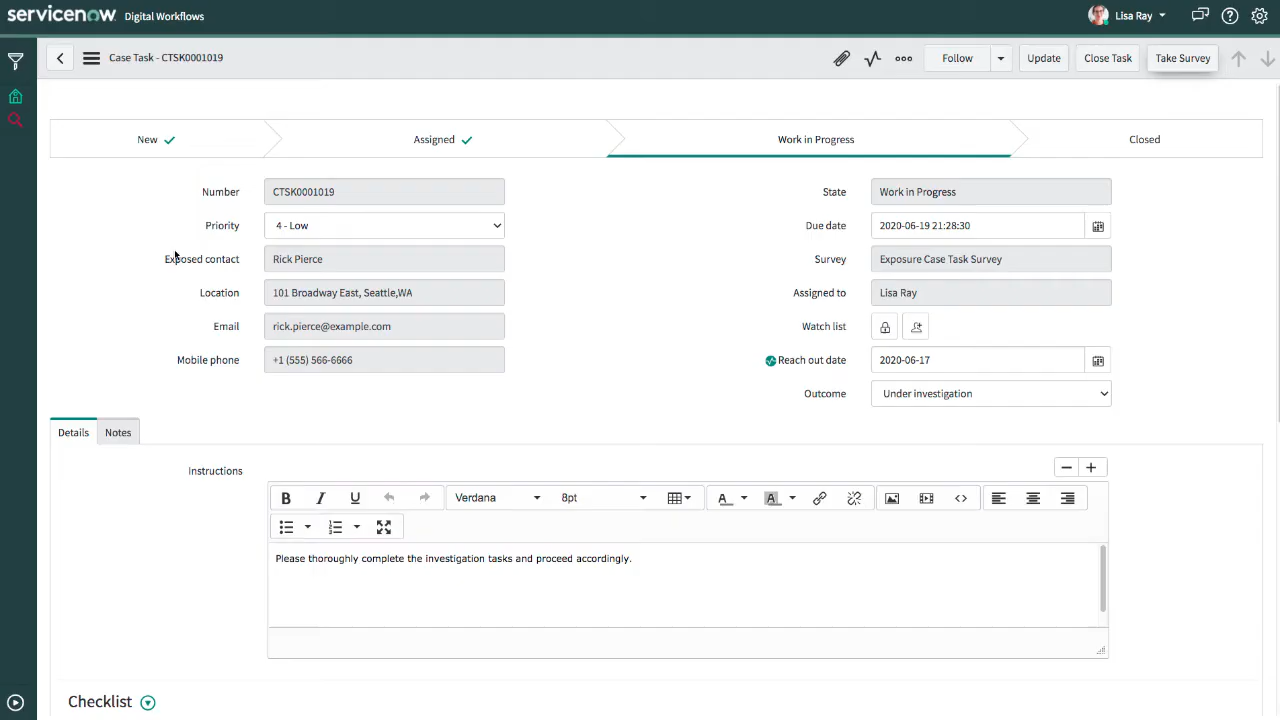 servicenow Digital Workflows Lisa Ray
Case Task - CTSK0001019 Follow Update Close Task Take Survey
New Assigned Work in Progress Closed
Number CTSK0001019 State Work in Progress
Priority 4 - Low Due date 2020-06-19 21:28:30
Exposed contact Rick Pierce Survey Exposure Case Task Survey
Location 101 Broadway East, Seattle,WA Assigned to Lisa Ray
Email rick.pierce@example.com Watch list
Mobile phone +1 (555) 566-6666 Reach out date 2020-06-17
Outcome Under investigation
Details Notes
Instructions
B I U Verdana 8pt A A
Please thoroughly complete the investigation tasks and proceed accordingly.
Checklist